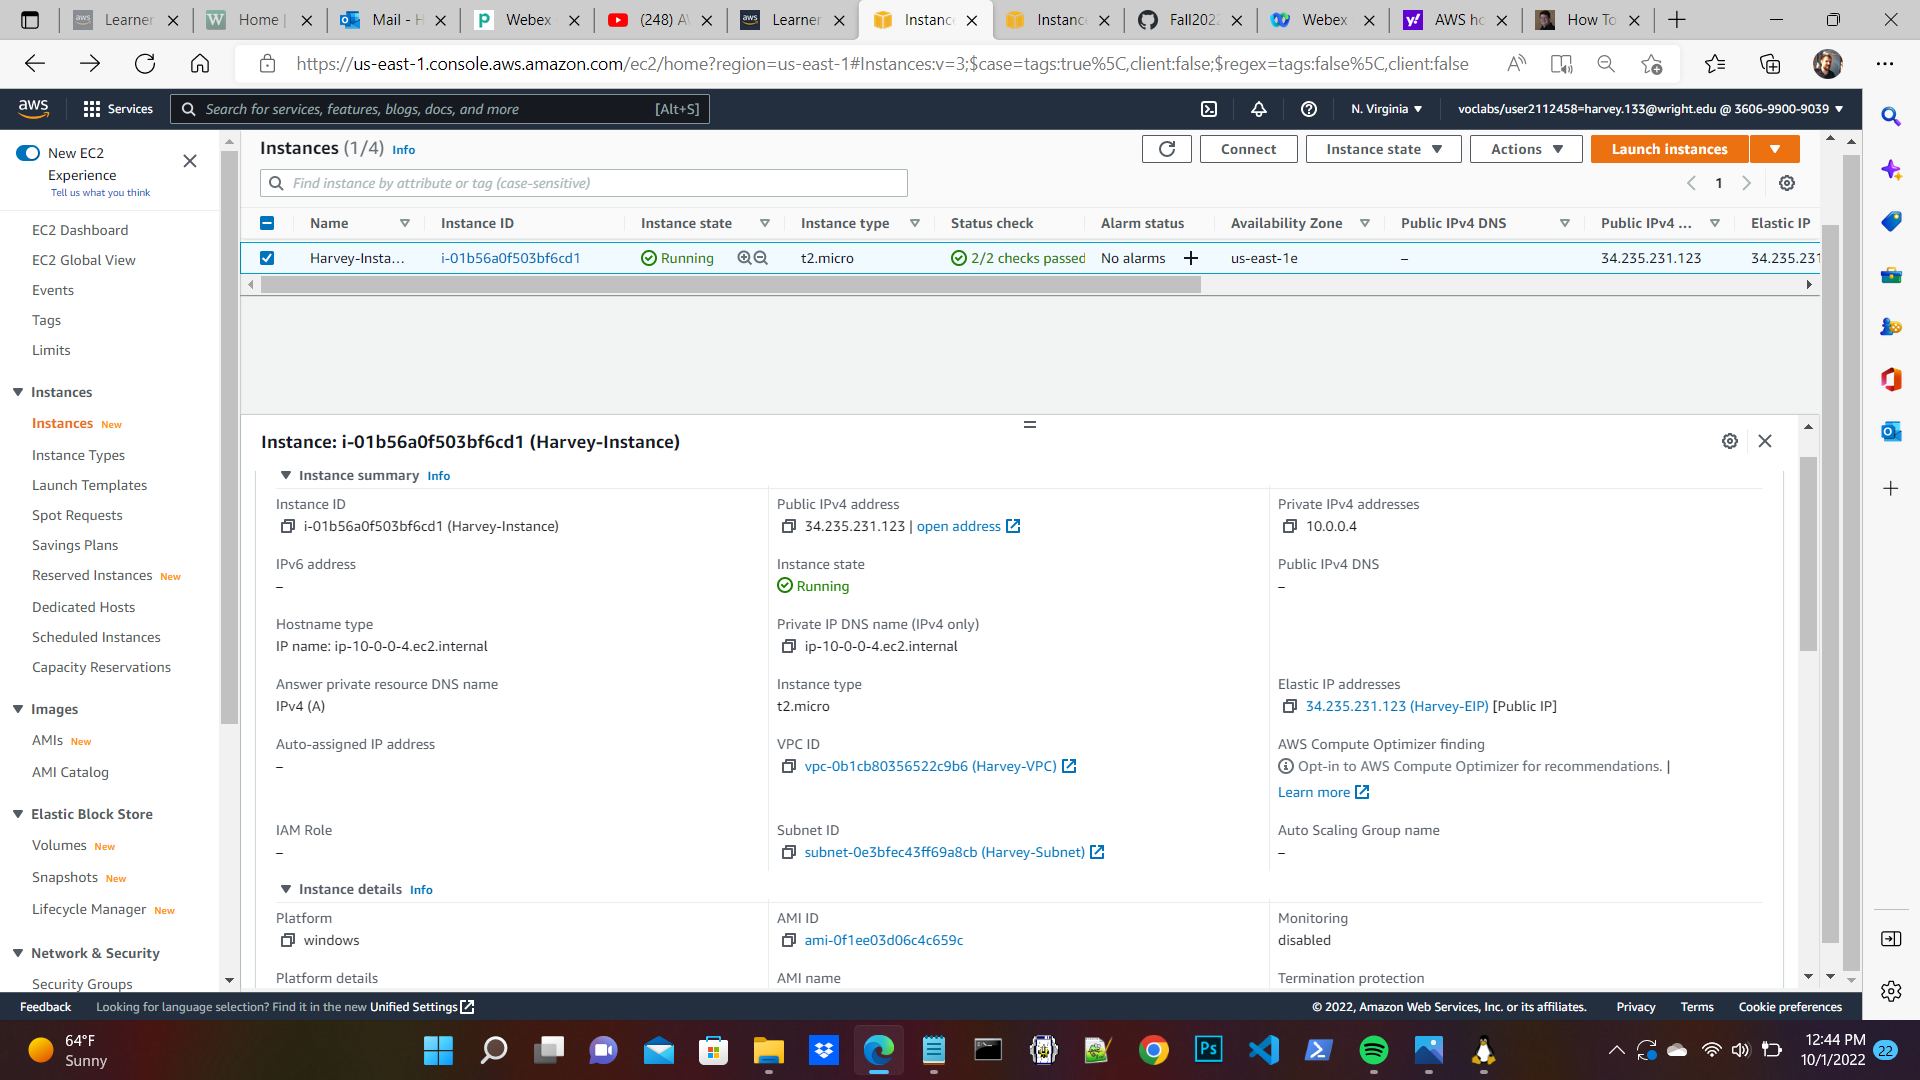 Learner
Home |
Mail - H
Webex
(248) A
Learner
Instance
Instance
Fall202
Webex
AWS ho
How To
https://us-east-1.console.aws.amazon.com/ec2/home?region=us-east-1#Instances:v=3;$case=tags:true%5C,client:false;$regex=tags:false%5C,client:false
aws
Services
Search for services, features, blogs, docs, and more [Alt+S]
N. Virginia
voclabs/user2112458=harvey.133@wright.edu @ 3606-9900-9039
New EC2
Experience
Tell us what you think
EC2 Dashboard
EC2 Global View
Events
Tags
Limits
Instances
Instances New
Instance Types
Launch Templates
Spot Requests
Savings Plans
Reserved Instances New
Dedicated Hosts
Scheduled Instances
Capacity Reservations
Images
AMIs New
AMI Catalog
Elastic Block Store
Volumes New
Snapshots New
Lifecycle Manager New
Network & Security
Security Groups
Instances (1/4) Info
Connect
Instance state
Actions
Launch instances
Find instance by attribute or tag (case-sensitive)
1
Name Instance ID Instance state Instance type Status check Alarm status Availability Zone Public IPv4 DNS Public IPv4 ... Elastic IP
Harvey-Insta... i-01b56a0f503bf6cd1 Running t2.micro 2/2 checks passed No alarms + us-east-1e – 34.235.231.123 34.235.231
Instance: i-01b56a0f503bf6cd1 (Harvey-Instance)
Instance summary Info
Instance ID
i-01b56a0f503bf6cd1 (Harvey-Instance)
Public IPv4 address
34.235.231.123 | open address
Private IPv4 addresses
10.0.0.4
IPv6 address
–
Instance state
Running
Public IPv4 DNS
–
Hostname type
IP name: ip-10-0-0-4.ec2.internal
Private IP DNS name (IPv4 only)
ip-10-0-0-4.ec2.internal
Answer private resource DNS name
IPv4 (A)
Instance type
t2.micro
Elastic IP addresses
34.235.231.123 (Harvey-EIP) [Public IP]
Auto-assigned IP address
–
VPC ID
vpc-0b1cb80356522c9b6 (Harvey-VPC)
AWS Compute Optimizer finding
Opt-in to AWS Compute Optimizer for recommendations. |
Learn more
IAM Role
–
Subnet ID
subnet-0e3bfec43ff69a8cb (Harvey-Subnet)
Auto Scaling Group name
–
Instance details Info
Platform
windows
AMI ID
ami-0f1ee03d06c4c659c
Monitoring
disabled
Platform details
AMI name
Termination protection
Feedback
Looking for language selection? Find it in the new Unified Settings
© 2022, Amazon Web Services, Inc. or its affiliates.
Privacy
Terms
Cookie preferences
64°F
Sunny
Ps
12:44 PM
10/1/2022
22